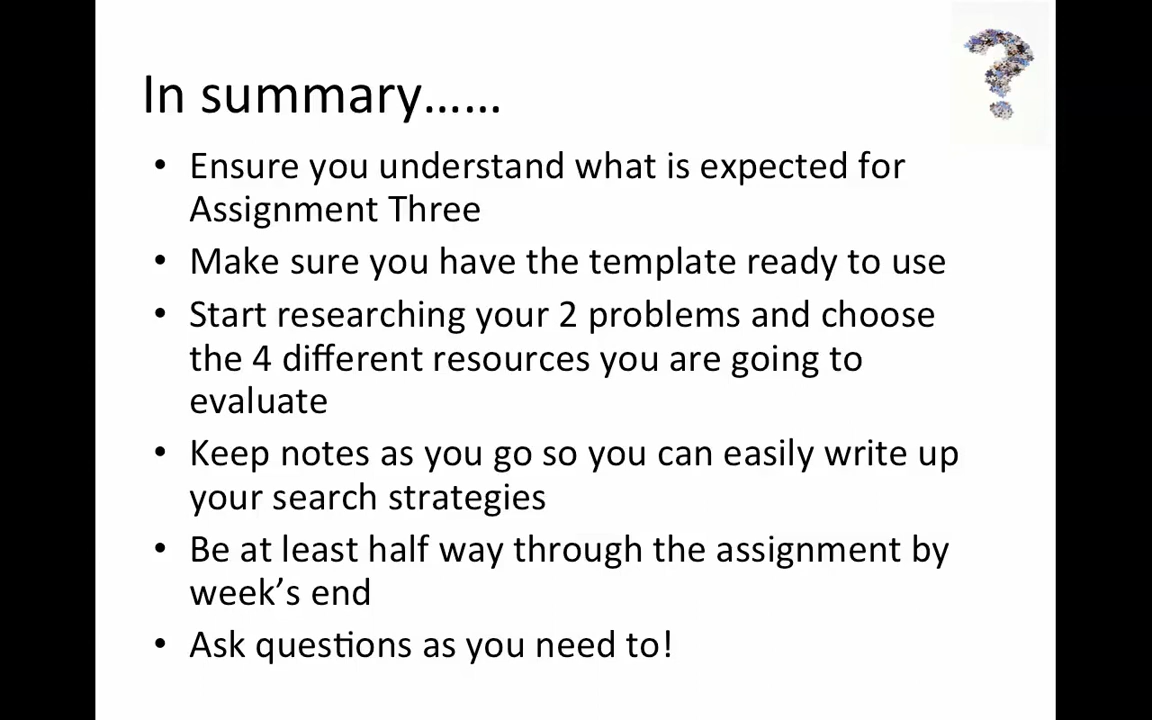 In summary......
• Ensure you understand what is expected for
Assignment Three
• Make sure you have the template ready to use
• Start researching your 2 problems and choose
the 4 different resources you are going to
evaluate
• Keep notes as you go so you can easily write up
your search strategies
• Be at least half way through the assignment by
week’s end
• Ask questions as you need to!